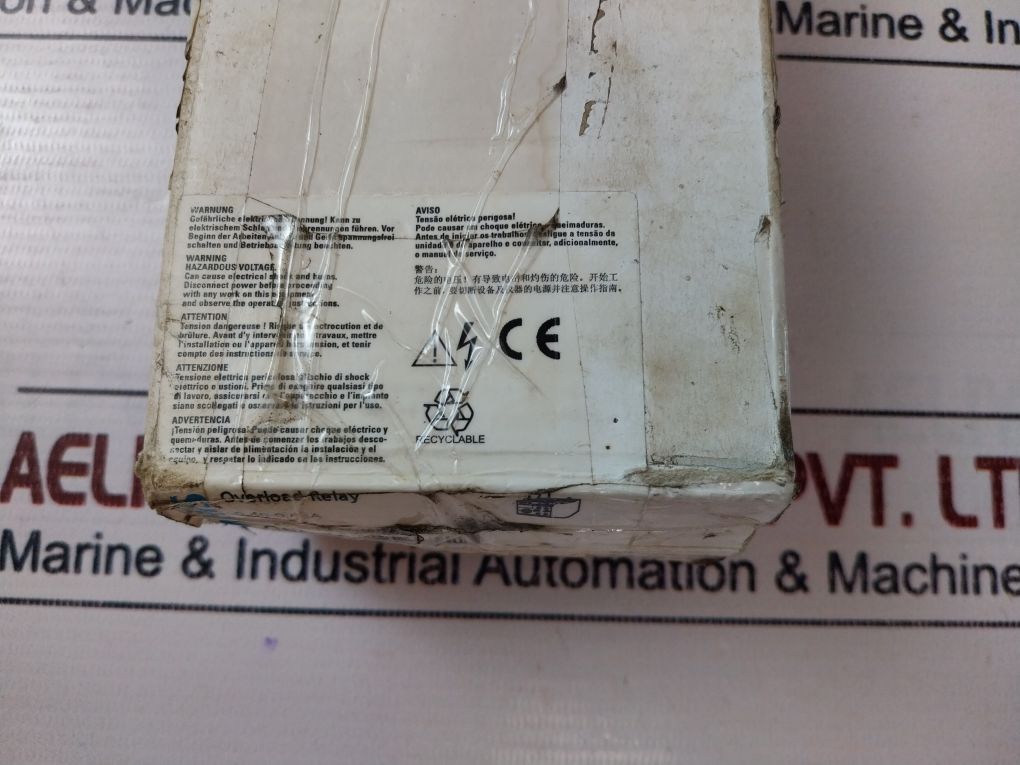 on & Ma
Marine & In
WARNUNG
Gefährliche elektrische Spannung! Kann zu
elektrischem Schlag und Verbrennungen führen. Vor
Beginn der Arbeiten Anlage und Gerät spannungsfrei
schalten und Betriebsanleitung beachten.
WARNING
HAZARDOUS VOLTAGE.
Can cause electrical shock and burns.
Disconnect power before proceeding
with any work on this equipment
and observe the operating instructions.
ATTENTION
Tension dangereuse ! Risque d'électrocution et de
brûlure. Avant d'y intervenir travaux, mettre
l'installation ou l'appareil hors tension, et tenir
compte des instructions de service.
ATTENZIONE
Tensione elettrica pericolosa! Rischio di shock
elettrico o ustioni. Prima di eseguire qualsiasi tipo
di lavoro, assicurarsi che l'apparecchio e l'impianto
siano scollegati e osservare le istruzioni per l'uso.
ADVERTENCIA
¡Tensión peligrosa! Puede causar choque eléctrico y
quemaduras. Antes de comenzar los trabajos desco-
nectar y aislar de alimentación la instalación y el
equipo, y respetar lo indicado en las instrucciones.
AVISO
Tensão elétrica perigosa!
Pode causar um choque elétrico e queimaduras.
Antes de iniciar os trabalhos, desligue a tensão da
unidade do aparelho e consultar, adicionalmente,
o manual de serviço.
警告:
危险的电压! 有导致电击和灼伤的危险。开始工
作之前,要切断设备及仪器的电源并注意操作指南。
CE
RECYCLABLE
Overload Relay
AEL PVT. LT
Marine & Industrial Automation & Machine